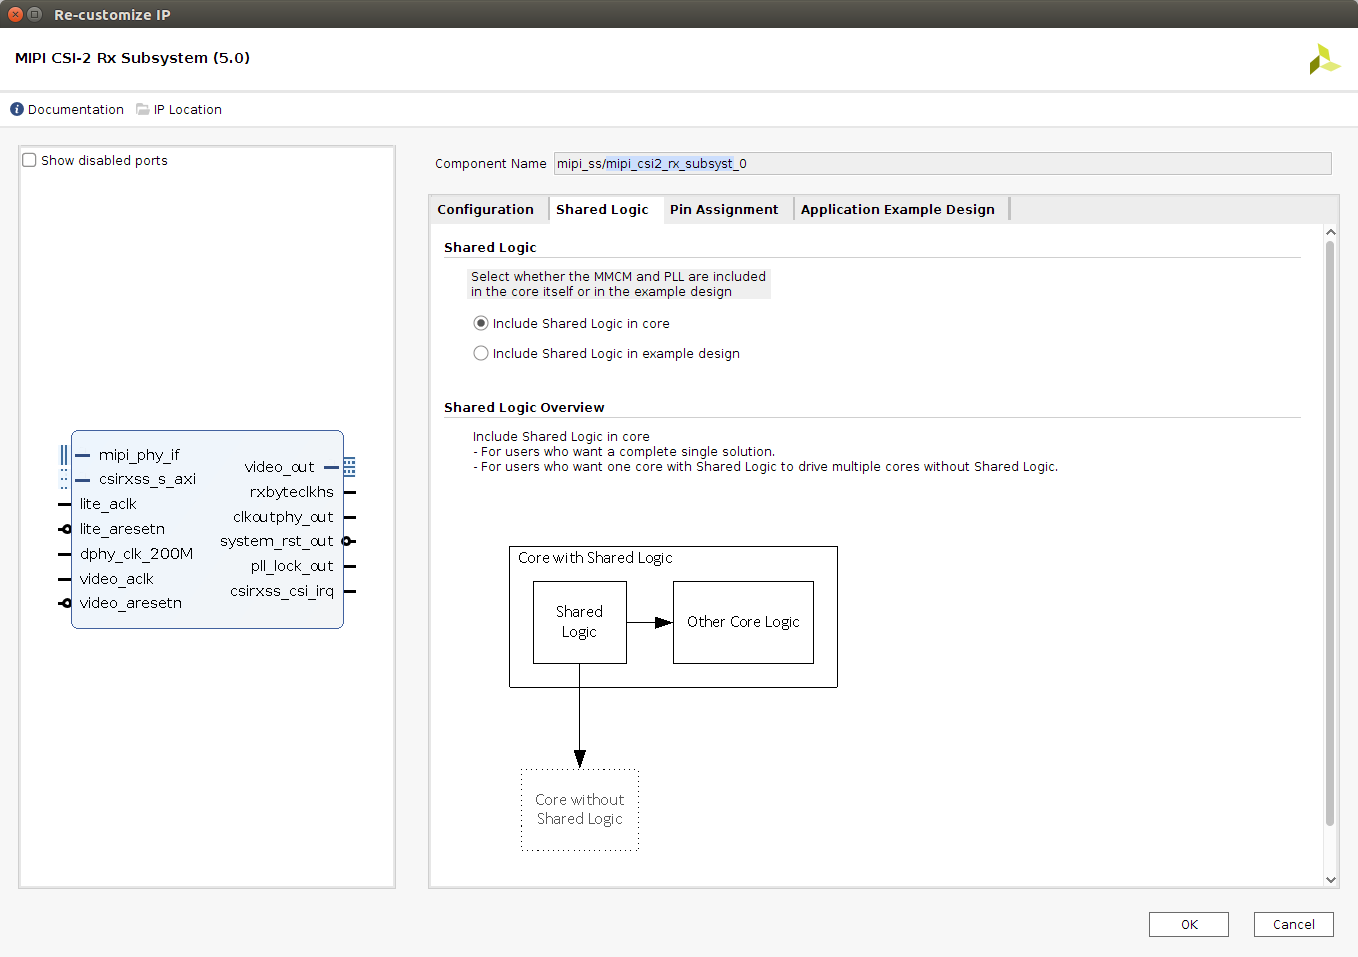 Re-customize IP
MIPI CSI-2 Rx Subsystem (5.0)
Documentation
IP Location
Show disabled ports
mipi_phy_if
csirxss_s_axi
lite_aclk
lite_aresetn
dphy_clk_200M
video_aclk
video_aresetn
video_out
rxbyteclkhs
clkoutphy_out
system_rst_out
pll_lock_out
csirxss_csi_irq
Component Name mipi_ss/mipi_csi2_rx_subsyst_0
Configuration Shared Logic Pin Assignment Application Example Design
Shared Logic
Select whether the MMCM and PLL are included
in the core itself or in the example design
Include Shared Logic in core
Include Shared Logic in example design
Shared Logic Overview
Include Shared Logic in core
- For users who want a complete single solution.
- For users who want one core with Shared Logic to drive multiple cores without Shared Logic.
Core with Shared Logic
Shared
Logic
Other Core Logic
Core without
Shared Logic
OK
Cancel